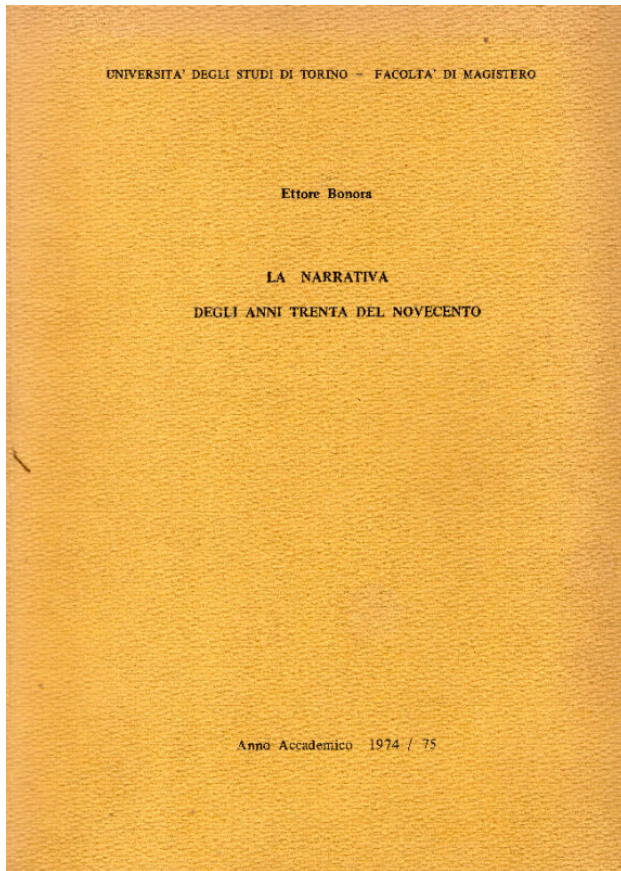 UNIVERSITA' DEGLI STUDI DI TORINO - FACOLTA' DI MAGISTERO
Ettore Bonora
LA NARRATIVA
DEGLI ANNI TRENTA DEL NOVECENTO
Anno Accademico 1974 / 75